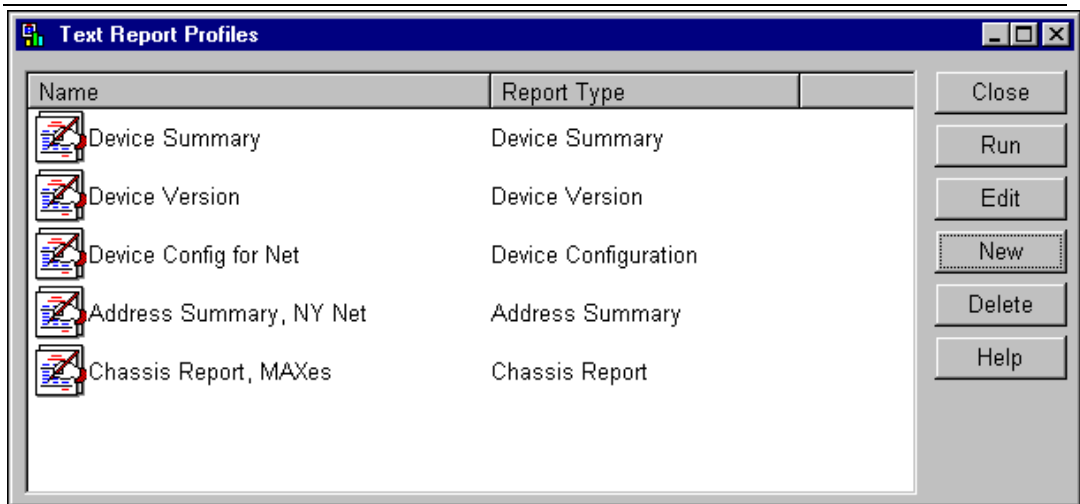 Text Report Profiles
Name Report Type
Device Summary Device Summary
Device Version Device Version
Device Config for Net Device Configuration
Address Summary, NY Net Address Summary
Chassis Report, MAXes Chassis Report
Close
Run
Edit
New
Delete
Help